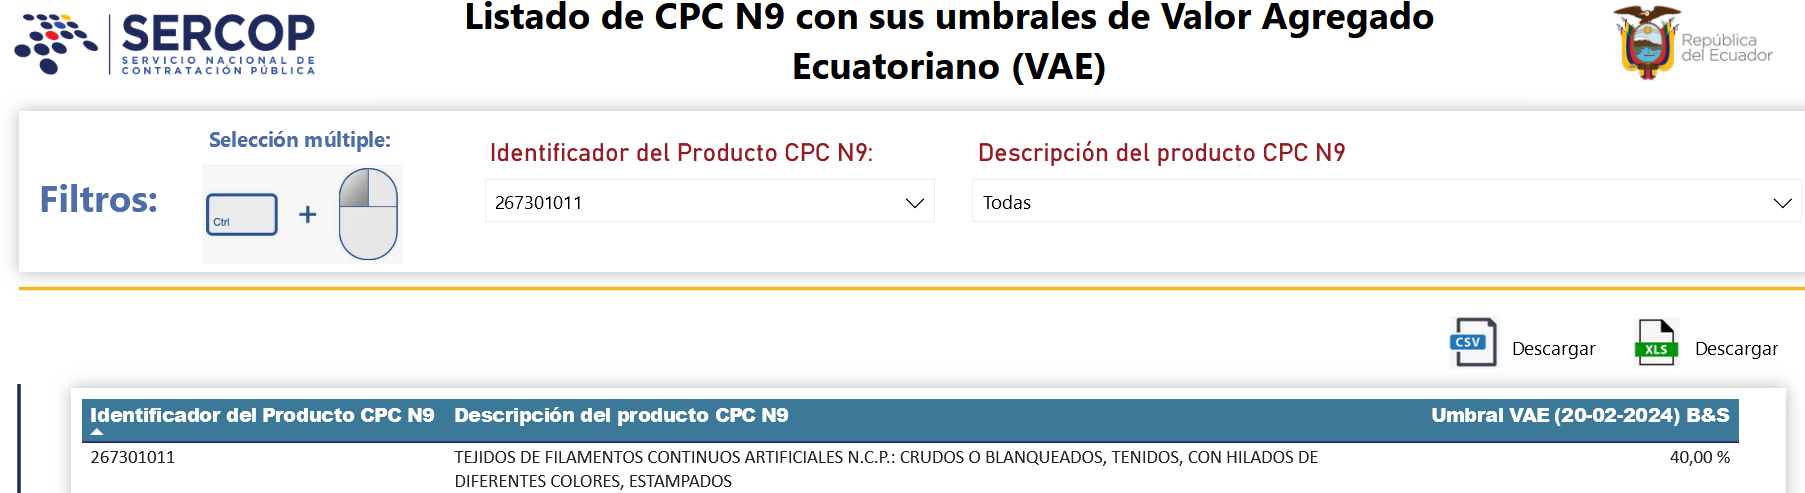 SERCOP
SERVICIO NACIONAL DE
CONTRATACIÓN PÚBLICA
Listado de CPC N9 con sus umbrales de Valor Agregado
Ecuatoriano (VAE)
República
del Ecuador
Filtros:
Selección múltiple:
Ctrl
+
Identificador del Producto CPC N9:
267301011
Descripción del producto CPC N9
Todas
CSV
Descargar
XLS
Descargar
Identificador del Producto CPC N9 Descripción del producto CPC N9 Umbral VAE (20-02-2024) B&S
267301011 TEJIDOS DE FILAMENTOS CONTINUOS ARTIFICIALES N.C.P.: CRUDOS O BLANQUEADOS, TENIDOS, CON HILADOS DE 40,00 %
DIFERENTES COLORES, ESTAMPADOS